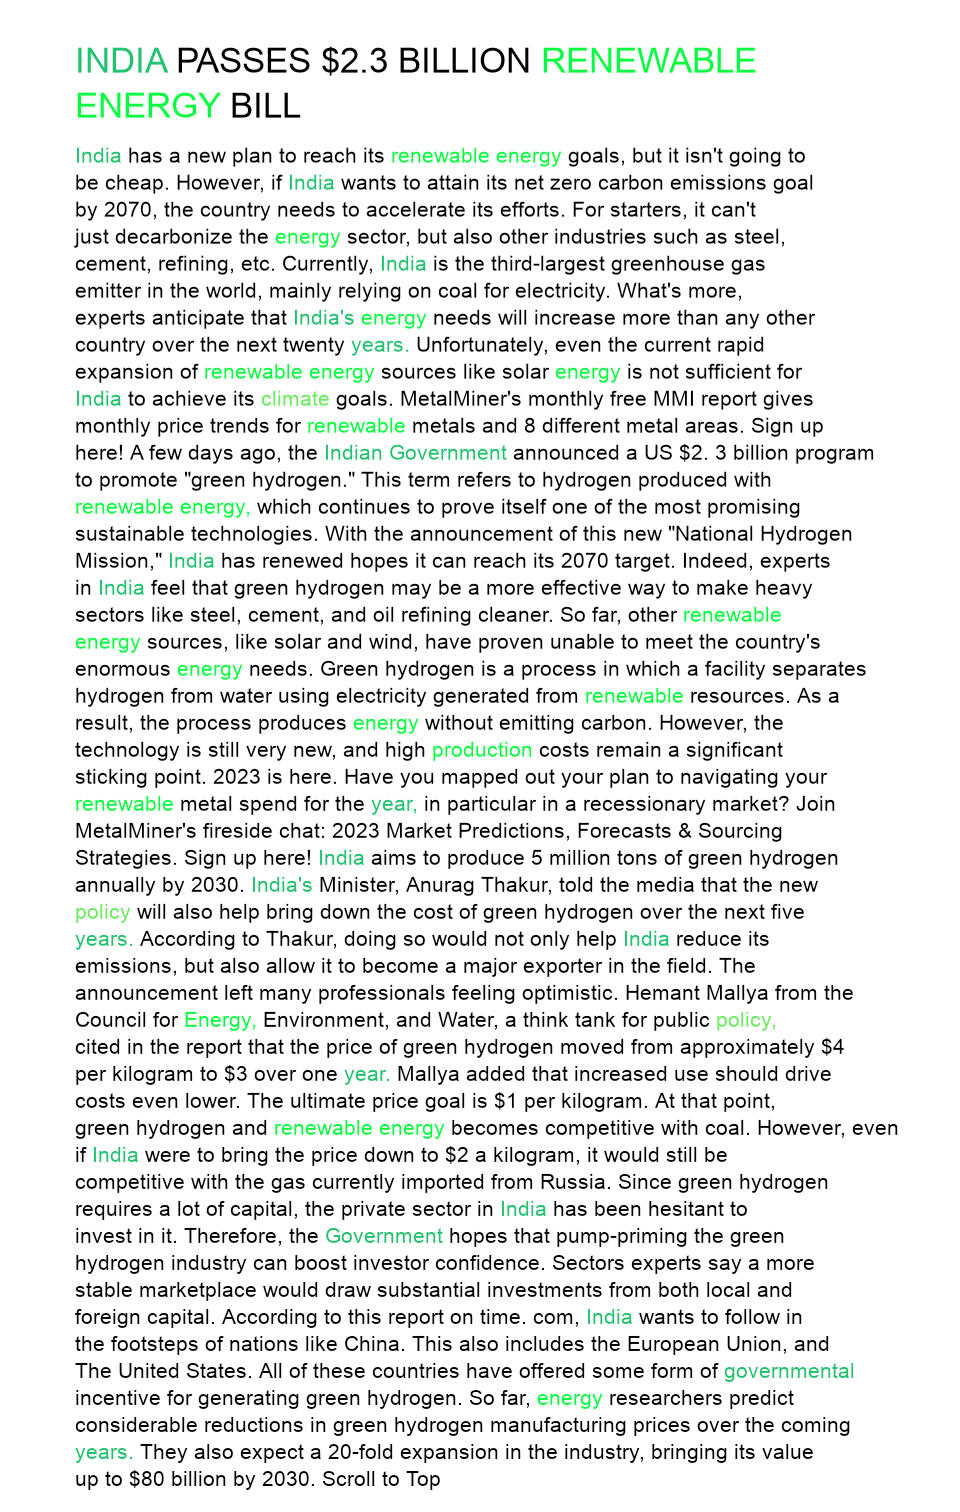 INDIA PASSES $2.3 BILLION RENEWABLE
ENERGY BILL
India has a new plan to reach its renewable energy goals, but it isn't going to
be cheap. However, if India wants to attain its net zero carbon emissions goal
by 2070, the country needs to accelerate its efforts. For starters, it can't
just decarbonize the energy sector, but also other industries such as steel,
cement, refining, etc. Currently, India is the third-largest greenhouse gas
emitter in the world, mainly relying on coal for electricity. What's more,
experts anticipate that India's energy needs will increase more than any other
country over the next twenty years. Unfortunately, even the current rapid
expansion of renewable energy sources like solar energy is not sufficient for
India to achieve its climate goals. MetalMiner's monthly free MMI report gives
monthly price trends for renewable metals and 8 different metal areas. Sign up
here! A few days ago, the Indian Government announced a US $2. 3 billion program
to promote "green hydrogen." This term refers to hydrogen produced with
renewable energy, which continues to prove itself one of the most promising
sustainable technologies. With the announcement of this new "National Hydrogen
Mission," India has renewed hopes it can reach its 2070 target. Indeed, experts
in India feel that green hydrogen may be a more effective way to make heavy
sectors like steel, cement, and oil refining cleaner. So far, other renewable
energy sources, like solar and wind, have proven unable to meet the country's
enormous energy needs. Green hydrogen is a process in which a facility separates
hydrogen from water using electricity generated from renewable resources. As a
result, the process produces energy without emitting carbon. However, the
technology is still very new, and high production costs remain a significant
sticking point. 2023 is here. Have you mapped out your plan to navigating your
renewable metal spend for the year, in particular in a recessionary market? Join
MetalMiner's fireside chat: 2023 Market Predictions, Forecasts & Sourcing
Strategies. Sign up here! India aims to produce 5 million tons of green hydrogen
annually by 2030. India's Minister, Anurag Thakur, told the media that the new
policy will also help bring down the cost of green hydrogen over the next five
years. According to Thakur, doing so would not only help India reduce its
emissions, but also allow it to become a major exporter in the field. The
announcement left many professionals feeling optimistic. Hemant Mallya from the
Council for Energy, Environment, and Water, a think tank for public policy,
cited in the report that the price of green hydrogen moved from approximately $4
per kilogram to $3 over one year. Mallya added that increased use should drive
costs even lower. The ultimate price goal is $1 per kilogram. At that point,
green hydrogen and renewable energy becomes competitive with coal. However, even
if India were to bring the price down to $2 a kilogram, it would still be
competitive with the gas currently imported from Russia. Since green hydrogen
requires a lot of capital, the private sector in India has been hesitant to
invest in it. Therefore, the Government hopes that pump-priming the green
hydrogen industry can boost investor confidence. Sectors experts say a more
stable marketplace would draw substantial investments from both local and
foreign capital. According to this report on time. com, India wants to follow in
the footsteps of nations like China. This also includes the European Union, and
The United States. All of these countries have offered some form of governmental
incentive for generating green hydrogen. So far, energy researchers predict
considerable reductions in green hydrogen manufacturing prices over the coming
years. They also expect a 20-fold expansion in the industry, bringing its value
up to $80 billion by 2030. Scroll to Top